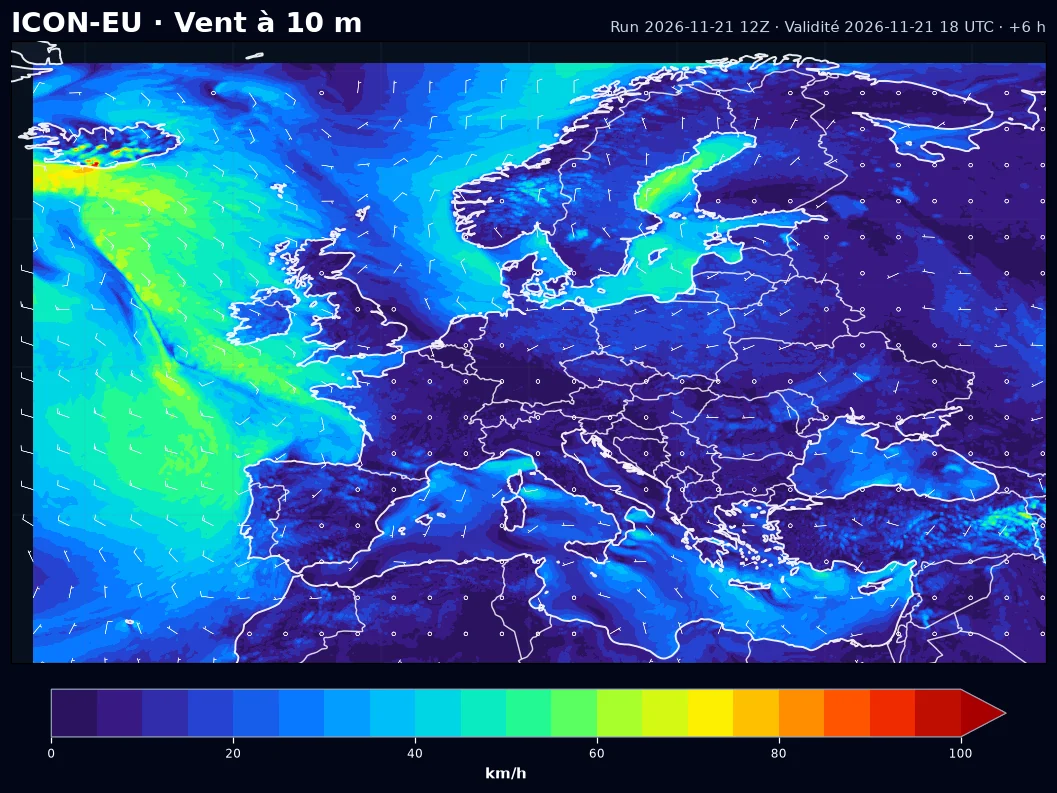 ICON-EU · Vent à 10 m
Run 2026-11-21 12Z · Validité 2026-11-21 18 UTC · +6 h
0 20 40 60 80 100
km/h